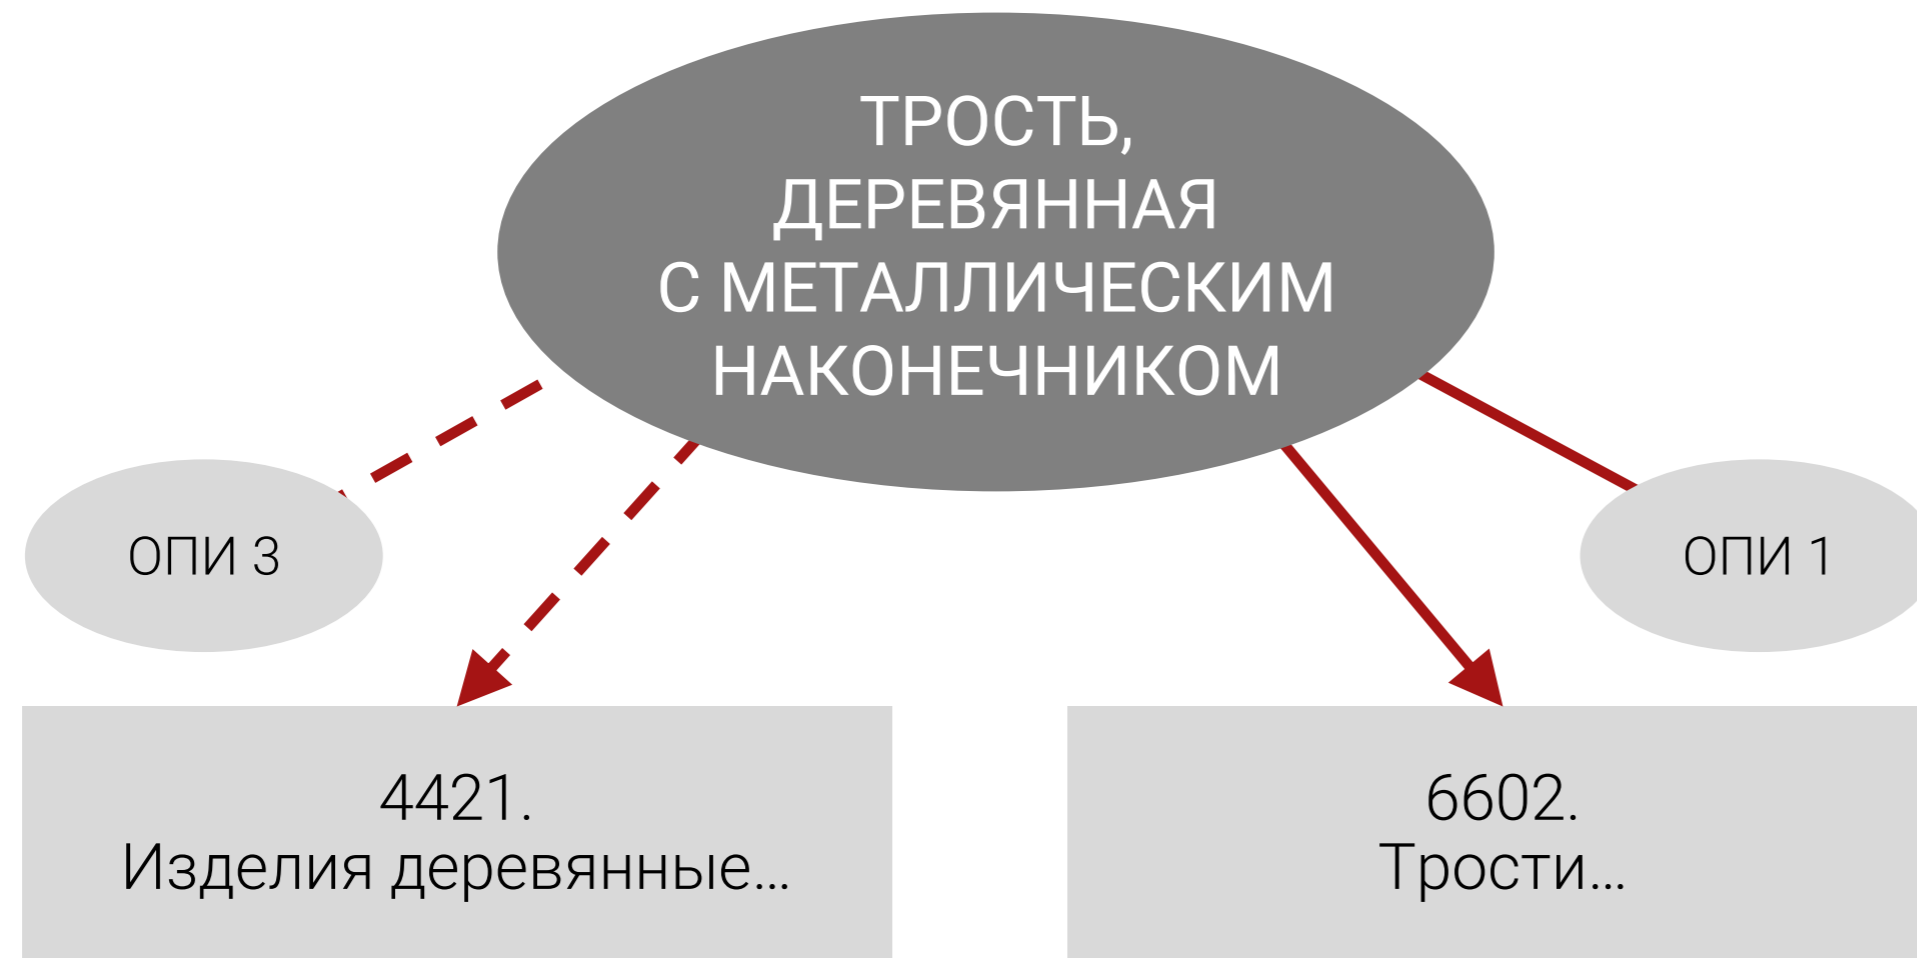 ТРОСТЬ,
ДЕРЕВЯННАЯ
С МЕТАЛЛИЧЕСКИМ
НАКОНЕЧНИКОМ
ОПИ 3
ОПИ 1
4421.
Изделия деревянные...
6602.
Трости...